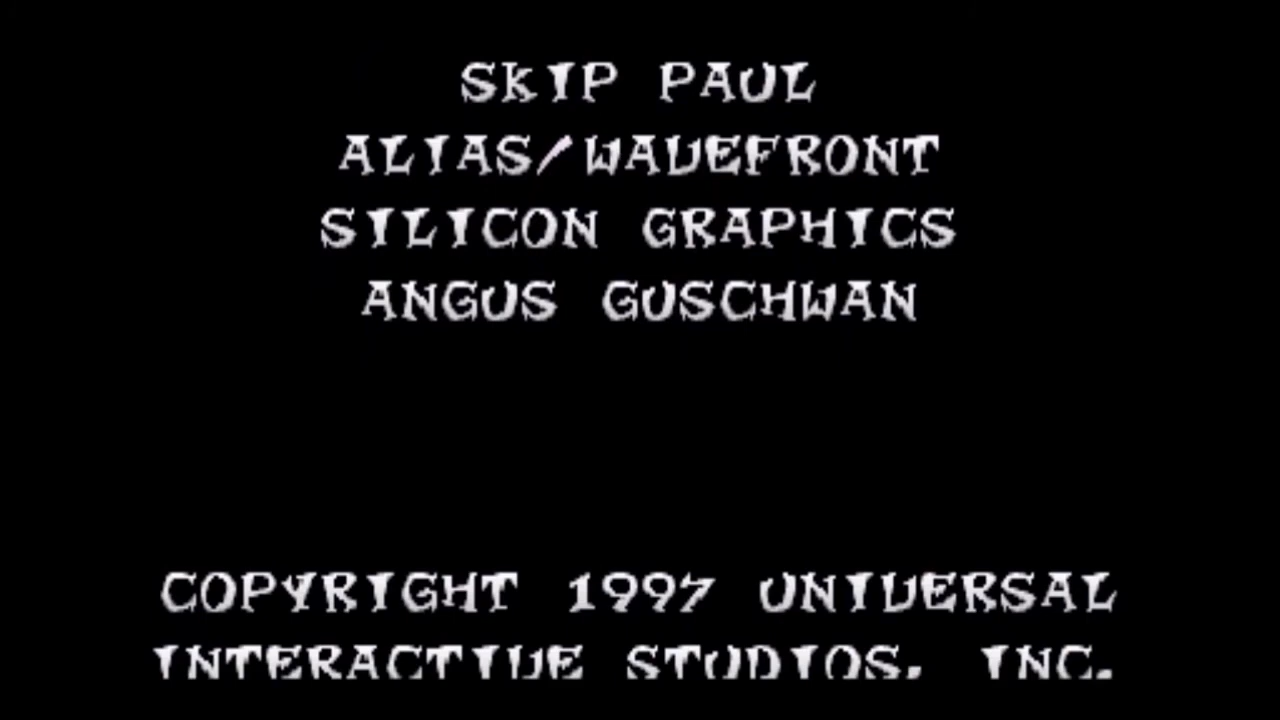 SKIP PAUL
ALIAS/WAVEFRONT
SILICON GRAPHICS
ANGUS GUSCHWAN
COPYRIGHT 1997 UNIVERSAL
INTERACTIVE STUDIOS, INC.